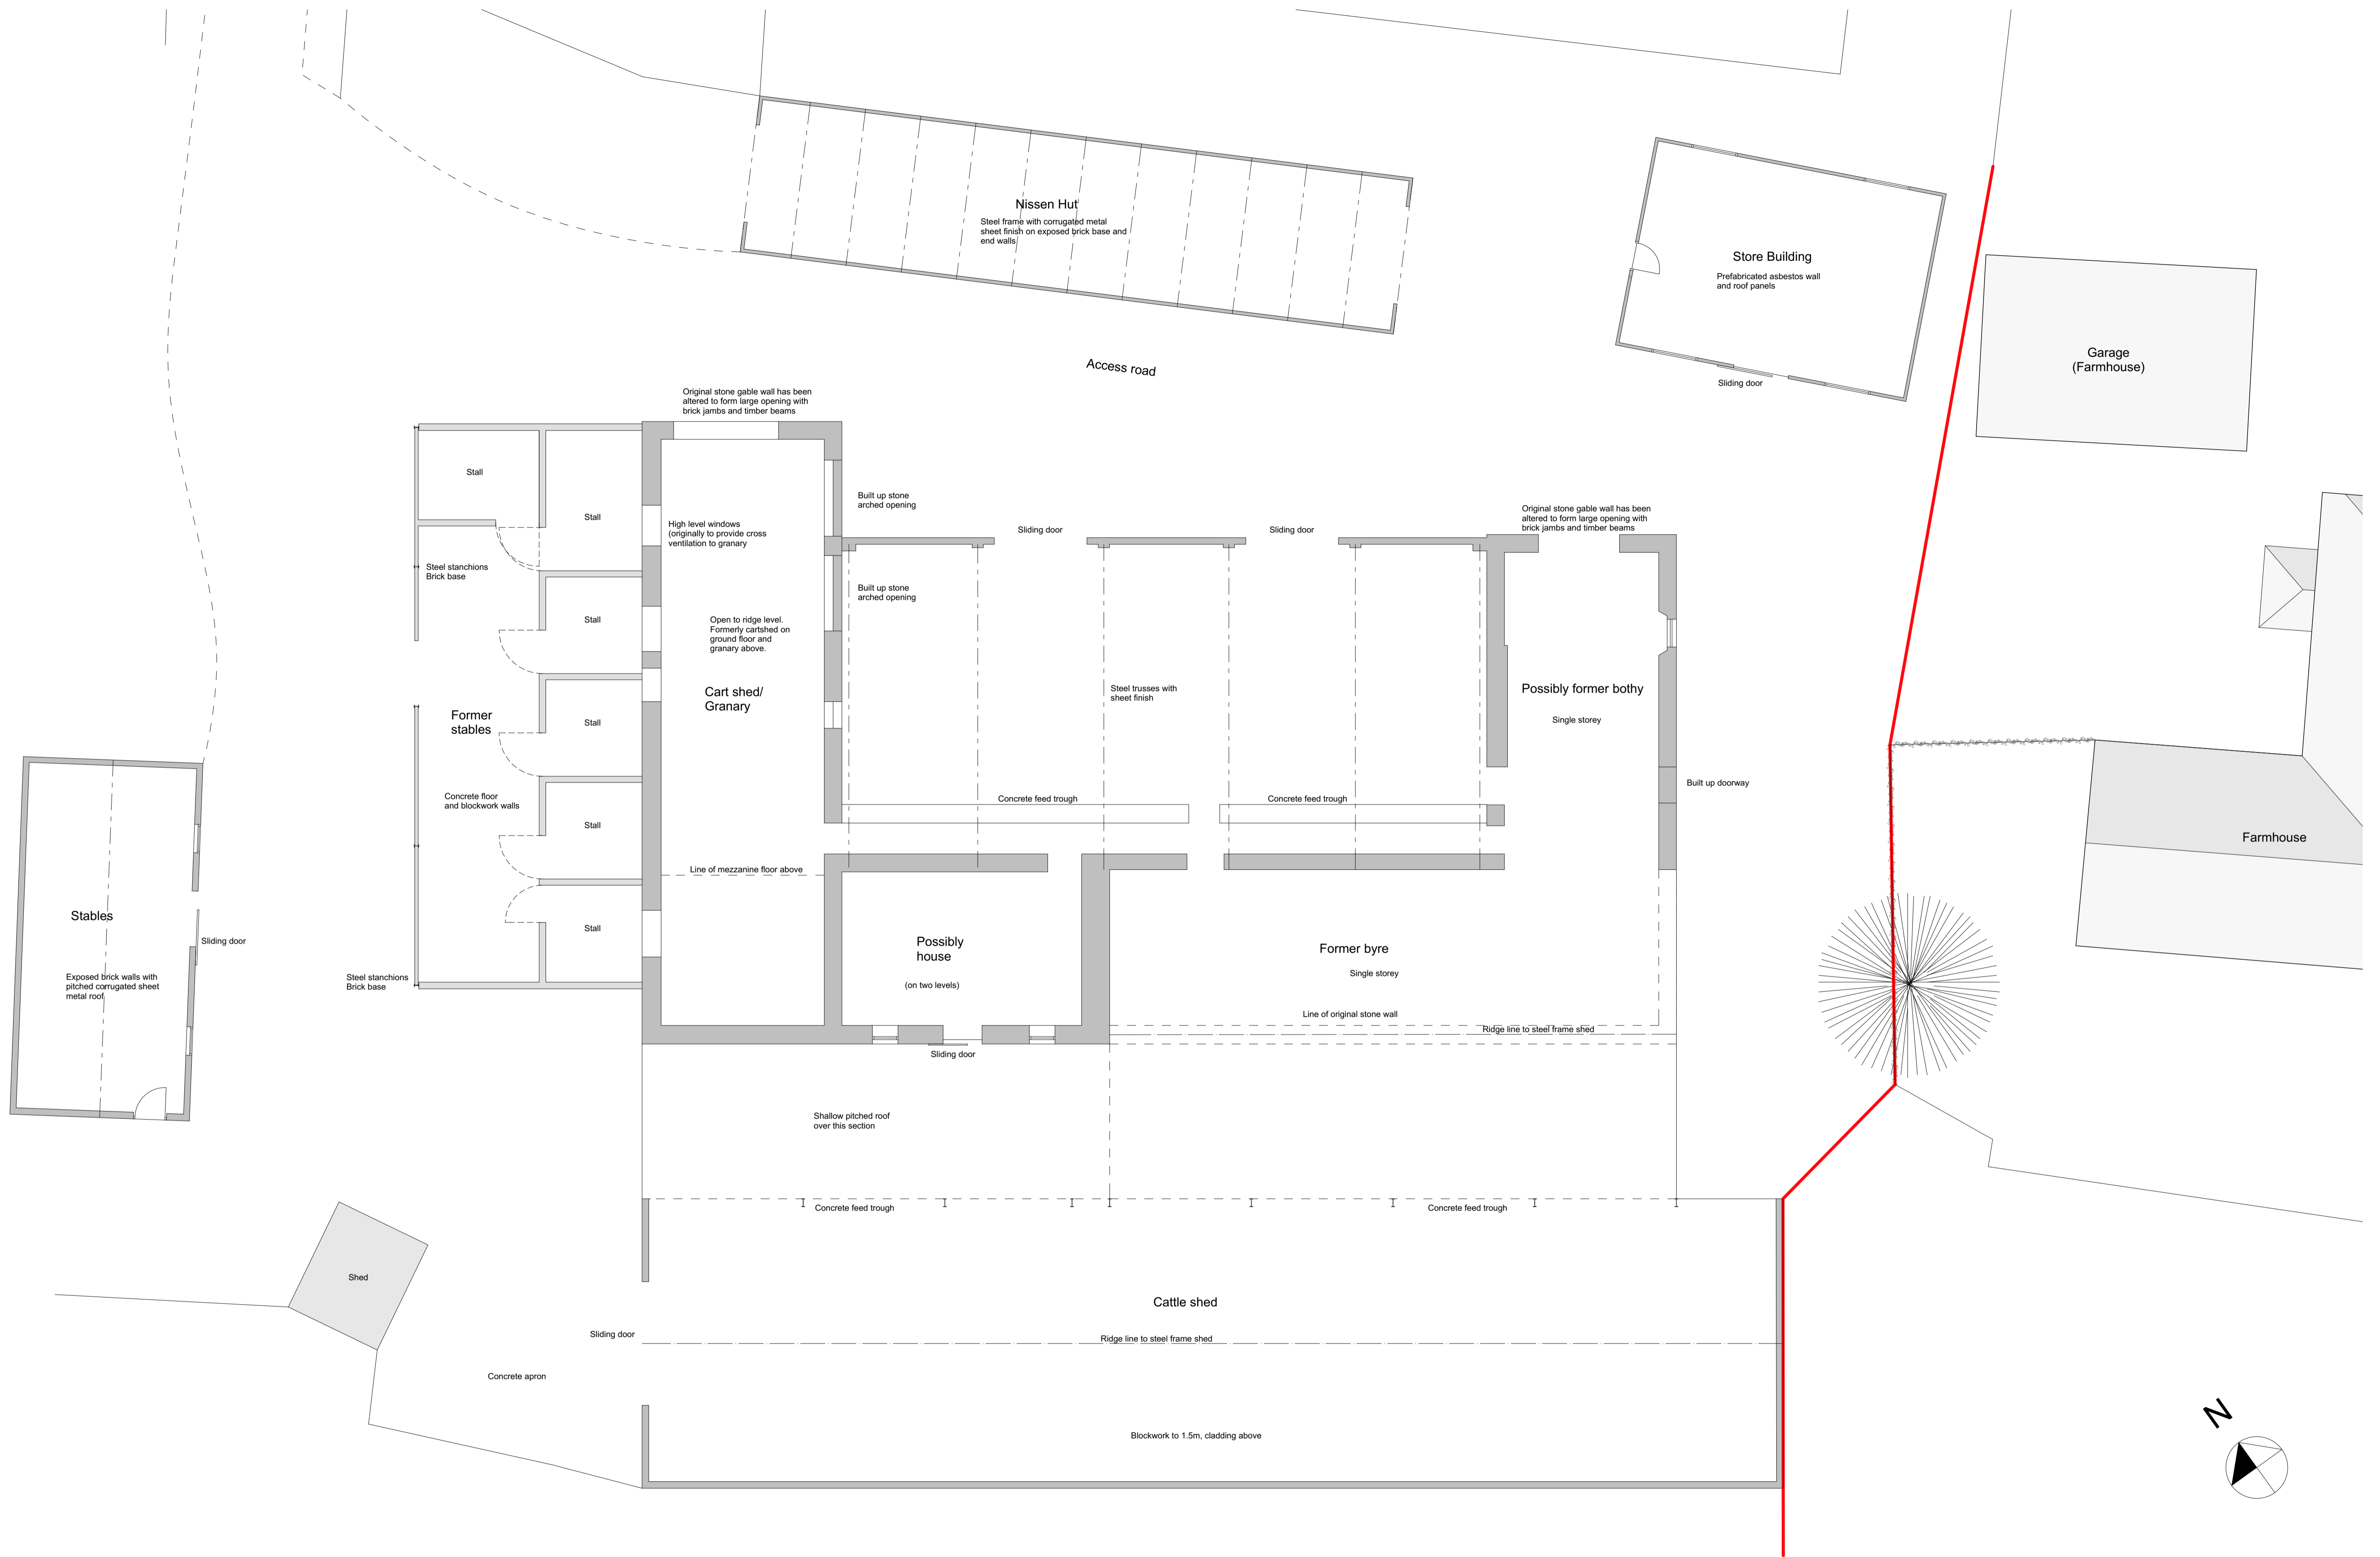 Nissen Hut
Steel frame with corrugated metal
sheet finish on exposed brick base and
end walls
Store Building
Prefabricated asbestos wall
and roof panels
Sliding door
Garage
(Farmhouse)
Access road
Original stone gable wall has been
altered to form large opening with
brick jambs and timber beams
Stall
Stall
High level windows
(originally to provide cross
ventilation to granary
Built up stone
arched opening
Sliding door
Sliding door
Original stone gable wall has been
altered to form large opening with
brick jambs and timber beams
Steel stanchions
Brick base
Stall
Open to ridge level.
Formerly cartshed on
ground floor and
granary above.
Built up stone
arched opening
Cart shed/
Granary
Steel trusses with
sheet finish
Possibly former bothy
Single storey
Former
stables
Stall
Concrete floor
and blockwork walls
Stall
Concrete feed trough
Concrete feed trough
Built up doorway
Farmhouse
Line of mezzanine floor above
Stables
Sliding door
Exposed brick walls with
pitched corrugated sheet
metal roof
Steel stanchions
Brick base
Stall
Possibly
house
(on two levels)
Former byre
Single storey
Line of original stone wall
Ridge line to steel frame shed
Sliding door
Shallow pitched roof
over this section
Concrete feed trough
Concrete feed trough
Shed
Cattle shed
Sliding door
Ridge line to steel frame shed
Concrete apron
Blockwork to 1.5m, cladding above
N